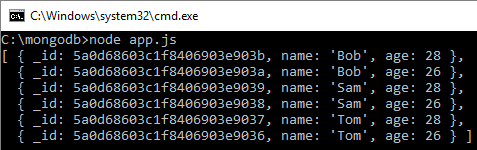 C:\Windows\system32\cmd.exe
C:\mongodb>node app.js
[ { _id: 5a0d68603c1f8406903e903b, name: 'Bob', age: 28 },
  { _id: 5a0d68603c1f8406903e903a, name: 'Bob', age: 26 },
  { _id: 5a0d68603c1f8406903e9039, name: 'Sam', age: 28 },
  { _id: 5a0d68603c1f8406903e9038, name: 'Sam', age: 26 },
  { _id: 5a0d68603c1f8406903e9037, name: 'Tom', age: 28 },
  { _id: 5a0d68603c1f8406903e9036, name: 'Tom', age: 26 } ]